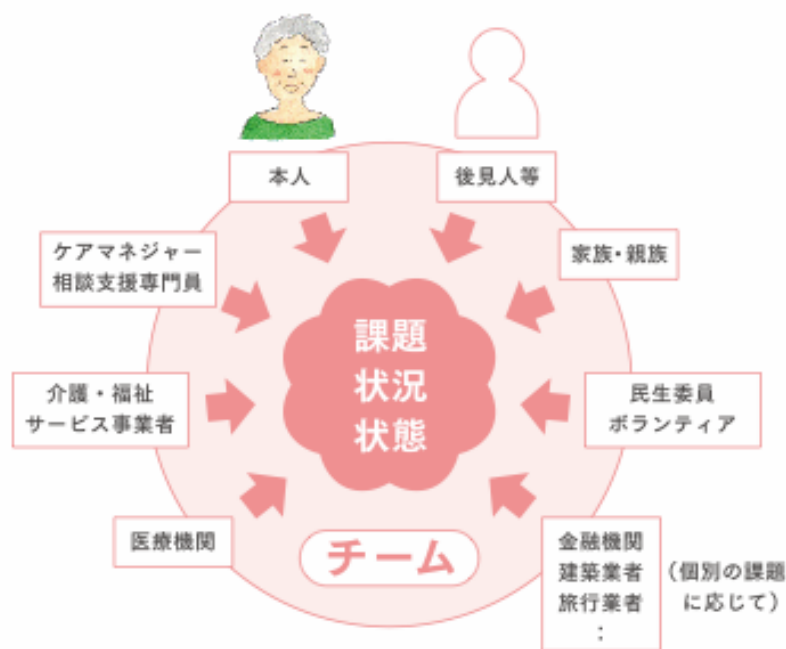 本人
後見人等
ケアマネジャー
相談支援専門員
家族・親族
課題
状況
状態
介護・福祉
サービス事業者
民生委員
ボランティア
医療機関
チーム
金融機関
建築業者
旅行業者
:
(個別の課題
に応じて)